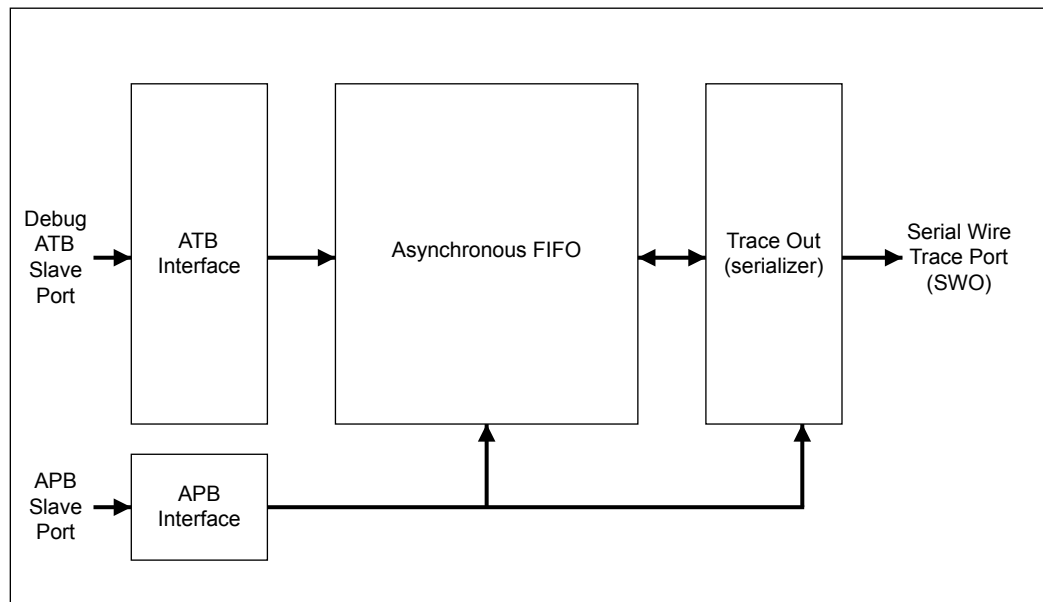 Debug
ATB
Slave
Port
ATB
Interface
Asynchronous FIFO
Trace Out
(serializer)
Serial Wire
Trace Port
(SWO)
APB
Slave
Port
APB
Interface